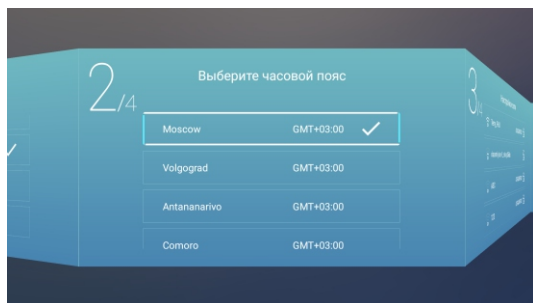 2/4
Выберите часовой пояс
Moscow GMT+03:00
Volgograd GMT+03:00
Antananarivo GMT+03:00
Comoro GMT+03:00
3/4